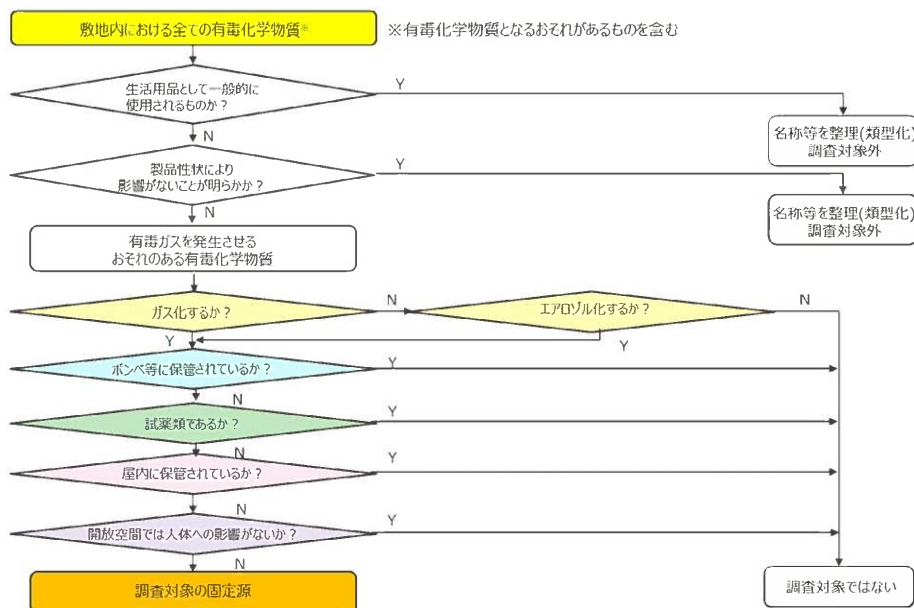 敷地内における全ての有毒化学物質※
※有毒化学物質となるおそれがあるものを含む
生活用品として一般的に
使用されるものか？
Y
N
名称等を整理(類型化)
調査対象外
製品性状により
影響がないことが明らかか？
Y
N
名称等を整理(類型化)
調査対象外
有毒ガスを発生させる
おそれのある有毒化学物質
ガス化するか？
N
エアロゾル化するか？
N
Y
Y
ボンベ等に保管されているか？
Y
N
試薬類であるか？
Y
N
屋内に保管されているか？
Y
N
開放空間では人体への影響がないか？
Y
N
調査対象の固定源
調査対象ではない